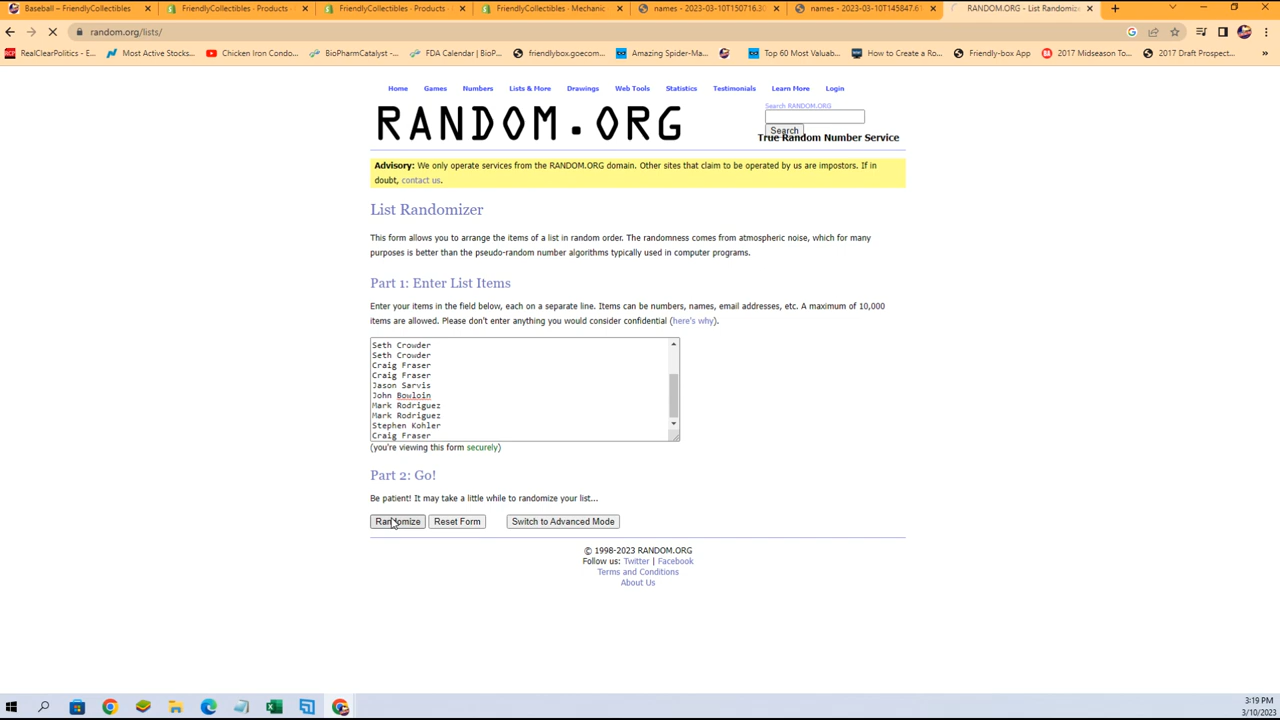 Baseball – FriendlyCollectibles
FriendlyCollectibles · Products
FriendlyCollectibles · Products
FriendlyCollectibles · Mechanic
names - 2023-03-10T150716.30
names - 2023-03-10T145847.61
RANDOM.ORG - List Randomize
random.org/lists/
RealClearPolitics - E...
Most Active Stocks...
Chicken Iron Condo...
BioPharmCatalyst -...
FDA Calendar | BioP...
friendlybox.goecom...
Amazing Spider-Ma...
Top 60 Most Valuab...
How to Create a Ro...
Friendly-box App
2017 Midseason To...
2017 Draft Prospect...
Home Games Numbers Lists & More Drawings Web Tools Statistics Testimonials Learn More Login
Search RANDOM.ORG
RANDOM.ORG
Search
True Random Number Service
Advisory: We only operate services from the RANDOM.ORG domain. Other sites that claim to be operated by us are impostors. If in
doubt, contact us.
List Randomizer
This form allows you to arrange the items of a list in random order. The randomness comes from atmospheric noise, which for many
purposes is better than the pseudo-random number algorithms typically used in computer programs.
Part 1: Enter List Items
Enter your items in the field below, each on a separate line. Items can be numbers, names, email addresses, etc. A maximum of 10,000
items are allowed. Please don't enter anything you would consider confidential (here's why).
Seth Crowder
Seth Crowder
Craig Fraser
Craig Fraser
Jason Sarvis
John Bowloin
Mark Rodriguez
Mark Rodriguez
Stephen Kohler
Craig Fraser
(you're viewing this form securely)
Part 2: Go!
Be patient! It may take a little while to randomize your list...
Randomize Reset Form Switch to Advanced Mode
© 1998-2023 RANDOM.ORG
Follow us: Twitter | Facebook
Terms and Conditions
About Us
3:19 PM
3/10/2023